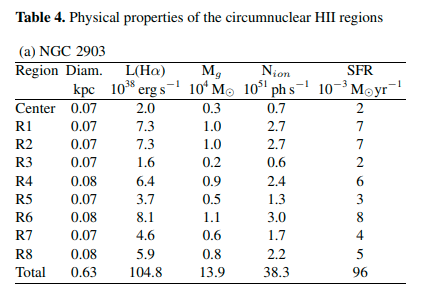 Table 4. Physical properties of the circumnuclear HII regions
(a) NGC 2903
Region Diam. L(Hα) Mg Nion SFR
kpc 10^38 erg s^−1 10^4 M⊙ 10^51 ph s^−1 10^−3 M⊙yr^−1
Center 0.07 2.0 0.3 0.7 2
R1 0.07 7.3 1.0 2.7 7
R2 0.07 7.3 1.0 2.7 7
R3 0.07 1.6 0.2 0.6 2
R4 0.08 6.4 0.9 2.4 6
R5 0.07 3.7 0.5 1.3 3
R6 0.08 8.1 1.1 3.0 8
R7 0.07 4.6 0.6 1.7 4
R8 0.08 5.9 0.8 2.2 5
Total 0.63 104.8 13.9 38.3 96